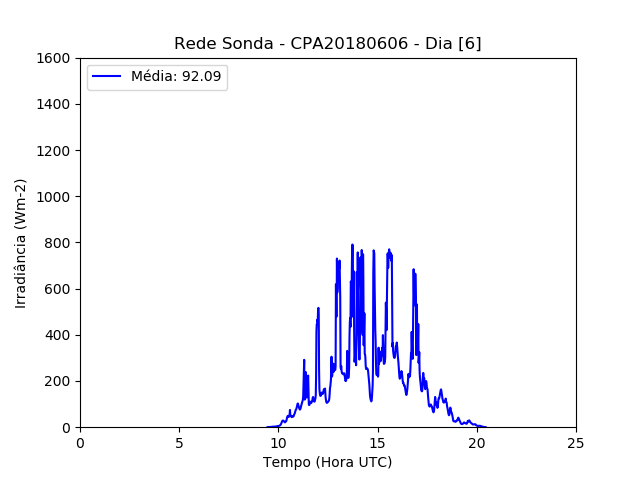 Rede Sonda - CPA20180606 - Dia [6]
Média: 92.09
Irradiância (Wm-2)
1600
1400
1200
1000
800
600
400
200
0
0 5 10 15 20 25
Tempo (Hora UTC)